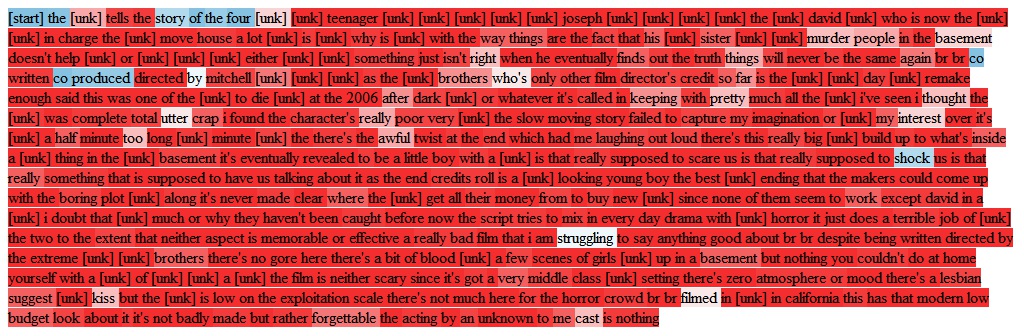 [start] the [unk] tells the story of the four [unk] [unk] teenager [unk] [unk] [unk] [unk] [unk] joseph [unk] [unk] [unk] [unk] the [unk] david [unk] who is now the [unk]
[unk] in charge the [unk] move house a lot [unk] is [unk] why is [unk] with the way things are the fact that his [unk] sister [unk] [unk] murder people in the basement
doesn't help [unk] or [unk] [unk] either [unk] [unk] something just isn't right when he eventually finds out the truth things will never be the same again br br co
written co produced directed by mitchell [unk] [unk] [unk] as the [unk] brothers who's only other film director's credit so far is the [unk] [unk] day [unk] remake
enough said this was one of the [unk] to die [unk] at the 2006 after dark [unk] or whatever it's called in keeping with pretty much all the [unk] i've seen i thought the
[unk] was complete total utter crap i found the character's really poor very [unk] the slow moving story failed to capture my imagination or [unk] my interest over it's
[unk] a half minute too long [unk] minute [unk] the there's the awful twist at the end which had me laughing out loud there's this really big [unk] build up to what's inside
a [unk] thing in the [unk] basement it's eventually revealed to be a little boy with a [unk] is that really supposed to scare us is that really supposed to shock us is that
really something that is supposed to have us talking about it as the end credits roll is a [unk] looking young boy the best [unk] ending that the makers could come up
with the boring plot [unk] along it's never made clear where the [unk] get all their money from to buy new [unk] since none of them seem to work except david in a
[unk] i doubt that [unk] much or why they haven't been caught before now the script tries to mix in every day drama with [unk] horror it just does a terrible job of [unk]
the two to the extent that neither aspect is memorable or effective a really bad film that i am struggling to say anything good about br br despite being written directed by
the extreme [unk] brothers there's no gore here there's a bit of blood [unk] a few scenes of girls [unk] up in a basement but nothing you couldn't do at home
yourself with a [unk] of [unk] [unk] a [unk] the film is neither scary since it's got a very middle class [unk] setting there's zero atmosphere or mood there's a lesbian
suggest [unk] kiss but the [unk] is low on the exploitation scale there's not much here for the horror crowd br br filmed in [unk] in california this has that modern low
budget look about it it's not badly made but rather forgettable the acting by an unknown to me cast is nothing